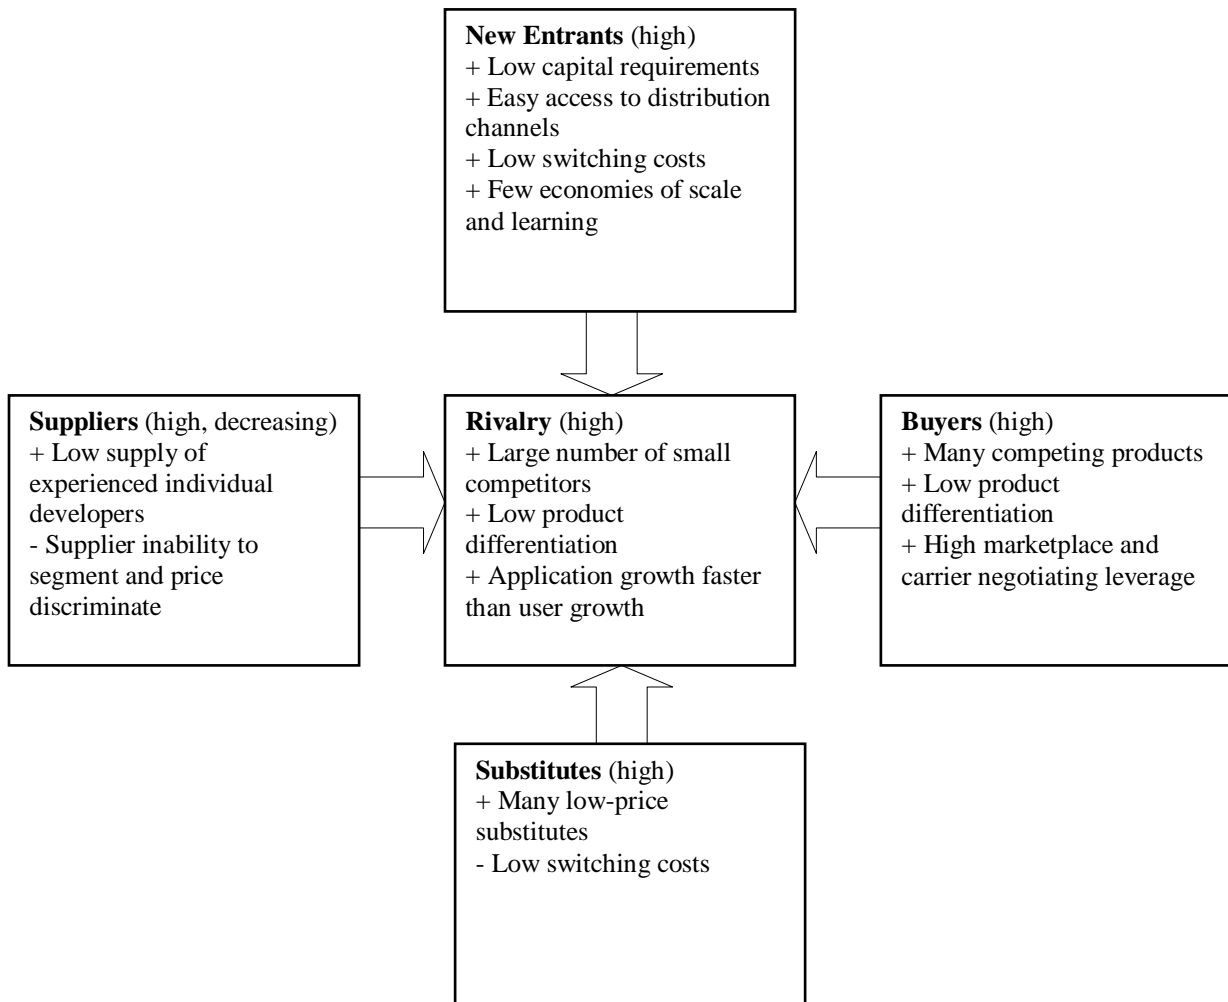 New Entrants (high)
+ Low capital requirements
+ Easy access to distribution
channels
+ Low switching costs
+ Few economies of scale
and learning
Suppliers (high, decreasing)
+ Low supply of
experienced individual
developers
- Supplier inability to
segment and price
discriminate
Rivalry (high)
+ Large number of small
competitors
+ Low product
differentiation
+ Application growth faster
than user growth
Buyers (high)
+ Many competing products
+ Low product
differentiation
+ High marketplace and
carrier negotiating leverage
Substitutes (high)
+ Many low-price
substitutes
- Low switching costs